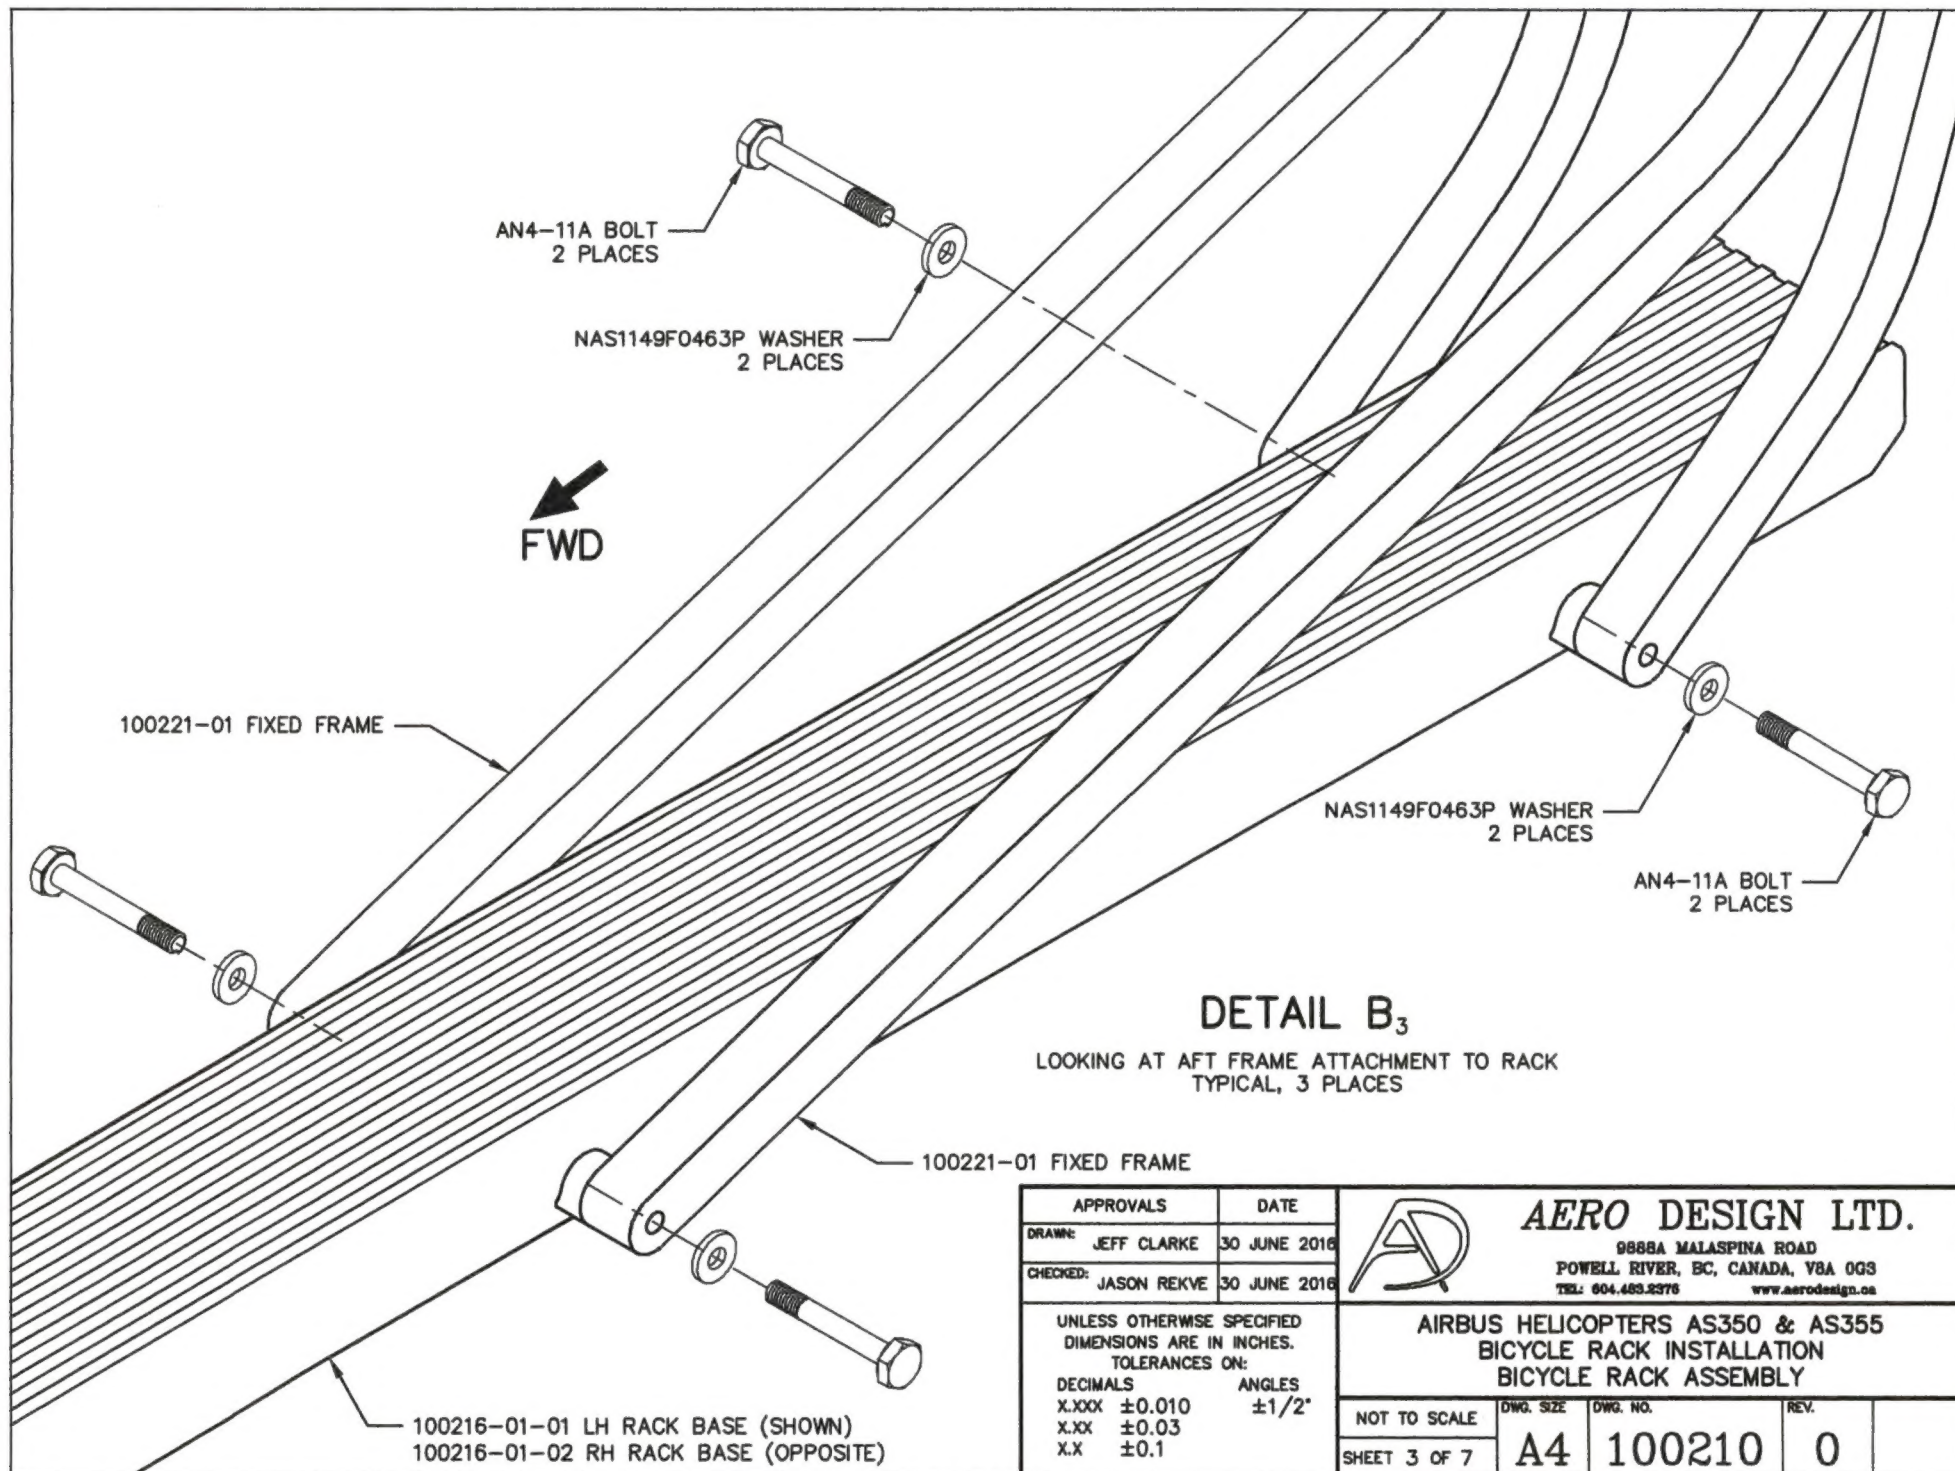 AN4-11A BOLT
2 PLACES
NAS1149F0463P WASHER
2 PLACES
FWD
100221-01 FIXED FRAME
NAS1149F0463P WASHER
2 PLACES
AN4-11A BOLT
2 PLACES
DETAIL B3
LOOKING AT AFT FRAME ATTACHMENT TO RACK
TYPICAL, 3 PLACES
100221-01 FIXED FRAME
100216-01-01 LH RACK BASE (SHOWN)
100216-01-02 RH RACK BASE (OPPOSITE)
APPROVALS DATE
DRAWN: JEFF CLARKE 30 JUNE 2016
CHECKED: JASON REKVE 30 JUNE 2016
UNLESS OTHERWISE SPECIFIED
DIMENSIONS ARE IN INCHES.
TOLERANCES ON:
DECIMALS ANGLES
X.XXX ±0.010 ±1/2°
X.XX ±0.03
X.X ±0.1
AD
AERO DESIGN LTD.
9888A MALASPINA ROAD
POWELL RIVER, BC, CANADA, V8A 0G3
TEL: 604.483.2376 www.aerodesign.ca
AIRBUS HELICOPTERS AS350 & AS355
BICYCLE RACK INSTALLATION
BICYCLE RACK ASSEMBLY
NOT TO SCALE
SHEET 3 OF 7
DWG. SIZE
A4
DWG. NO.
100210
REV.
0